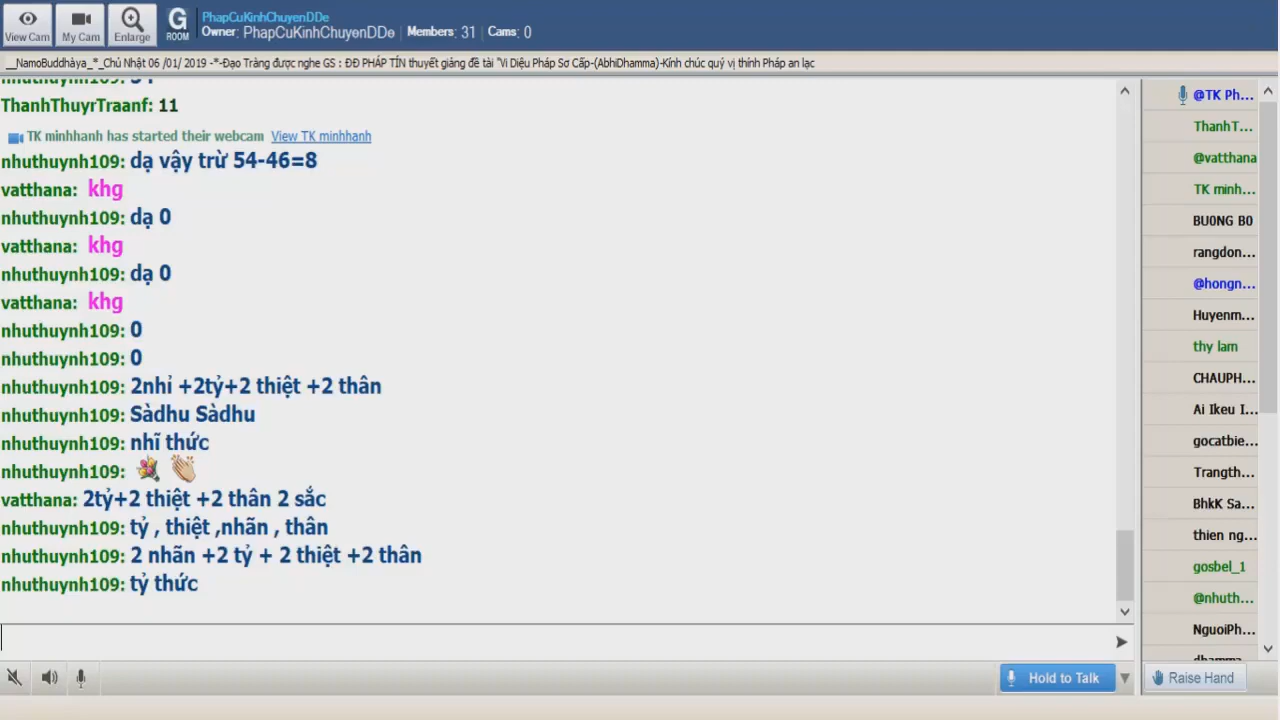 View Cam
My Cam
Enlarge
G
ROOM
PhapCuKinhChuyenDDe
Owner: PhapCuKinhChuyenDDe Members: 31 Cams: 0
__NamoBuddhàya_*_Chủ Nhật 06 /01/ 2019 -*-Đạo Tràng được nghe GS : ĐĐ PHÁP TÍN thuyết giảng đề tài "Vi Diệu Pháp Sơ Cấp-(AbhiDhamma)-Kính chúc quý vị thính Pháp an lạc
ThanhThuyrTraanf: 11
TK minhhanh has started their webcam View TK minhhanh
nhuthuynh109: dạ vậy trừ 54-46=8
vatthana: khg
nhuthuynh109: dạ 0
vatthana: khg
nhuthuynh109: dạ 0
vatthana: khg
nhuthuynh109: 0
nhuthuynh109: 0
nhuthuynh109: 2nhỉ +2tỷ+2 thiệt +2 thân
nhuthuynh109: Sàdhu Sàdhu
nhuthuynh109: nhĩ thức
nhuthuynh109:
vatthana: 2tỷ+2 thiệt +2 thân 2 sắc
nhuthuynh109: tỷ , thiệt ,nhãn , thân
nhuthuynh109: 2 nhãn +2 tỷ + 2 thiệt +2 thân
nhuthuynh109: tỷ thức
@TK Ph...
ThanhT...
@vatthana
TK minh...
BU0NG B0
rangdon...
@hongn...
Huyenm...
thy lam
CHAUPH...
Ai Ikeu I...
gocatbie...
Trangth...
BhkK Sa...
thien ng...
gosbel_1
@nhuth...
NguoiPh...
Hold to Talk
Raise Hand